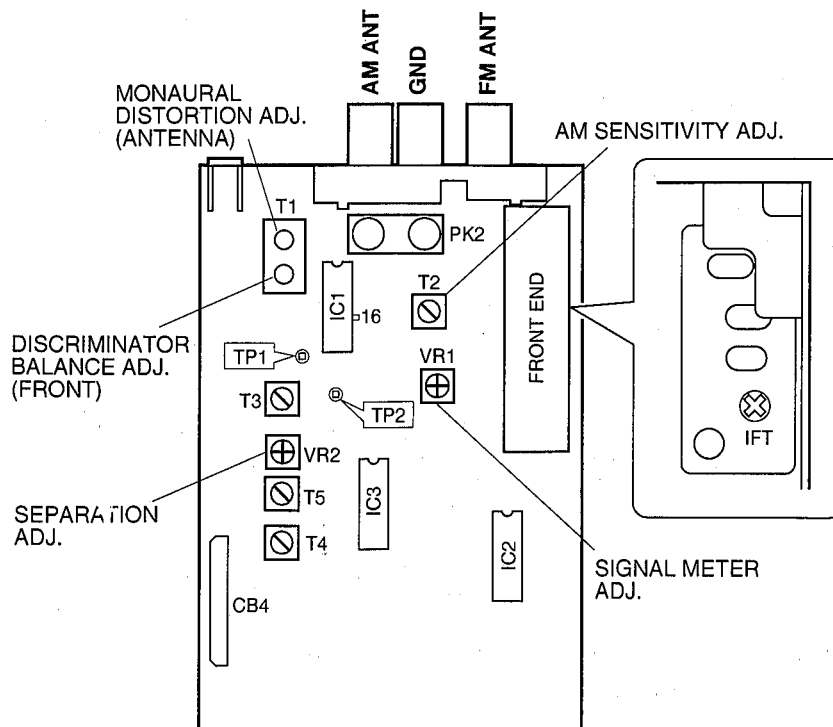 AM ANT
GND
FM ANT
MONAURAL
DISTORTION ADJ.
(ANTENNA)
AM SENSITIVITY ADJ.
T1
PK2
T2
IC1
16
FRONT END
DISCRIMINATOR
BALANCE ADJ.
(FRONT)
TP1
VR1
T3
TP2
IFT
VR2
SEPARATION
ADJ.
T5
IC3
T4
IC2
SIGNAL METER
ADJ.
CB4